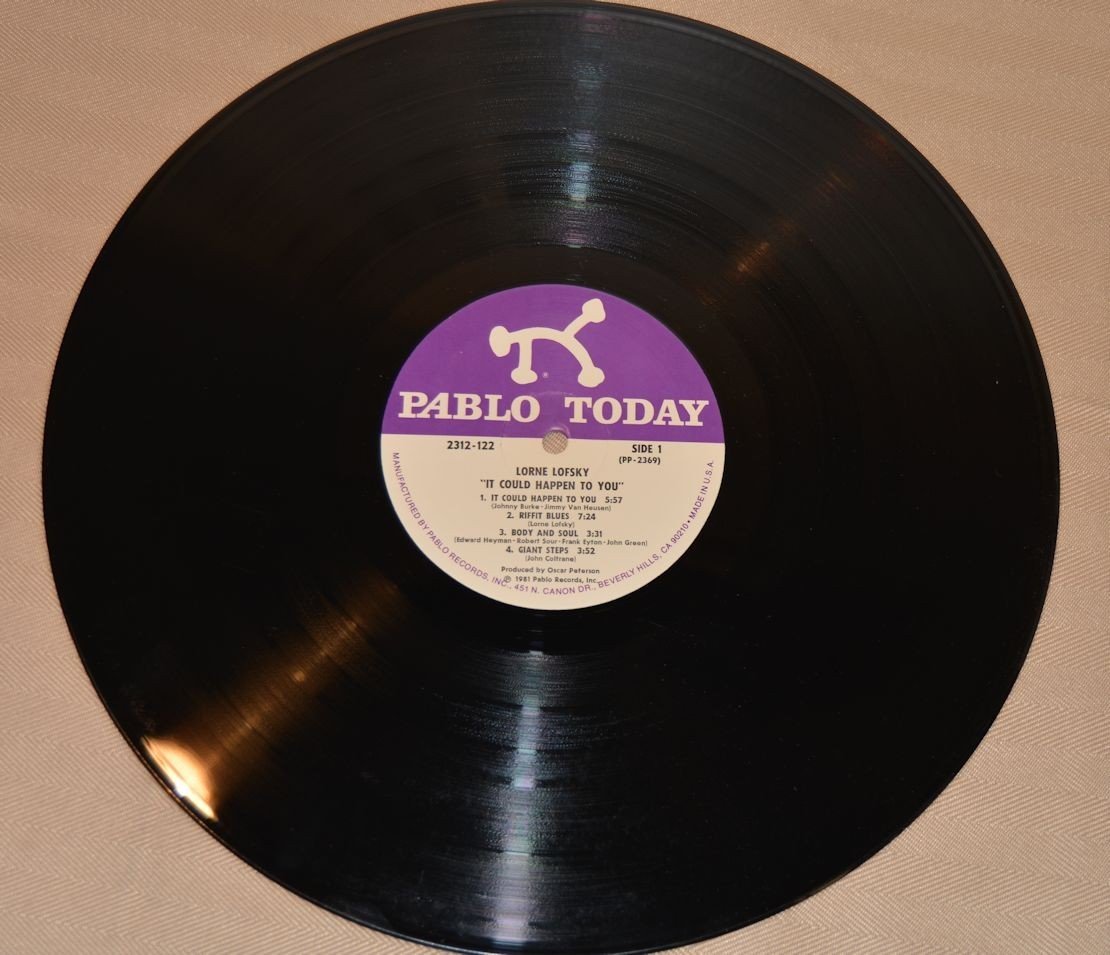 PABLO TODAY
2312-122
SIDE 1
(PP-2369)
LORNE LOFSKY
"IT COULD HAPPEN TO YOU"
1. IT COULD HAPPEN TO YOU 5:57
(Johnny Burke-Jimmy Van Heusen)
2. RIFFIT BLUES 7:24
(Lorne Lofsky)
3. BODY AND SOUL 3:31
(Edward Heyman-Robert Sour-Frank Eyton-John Green)
4. GIANT STEPS 3:52
(John Coltrane)
Produced by Oscar Peterson
℗ 1981 Pablo Records, Inc.
MANUFACTURED BY PABLO RECORDS, INC., 451 N. CANON DR., BEVERLY HILLS, CA 90210 • MADE IN U.S.A.